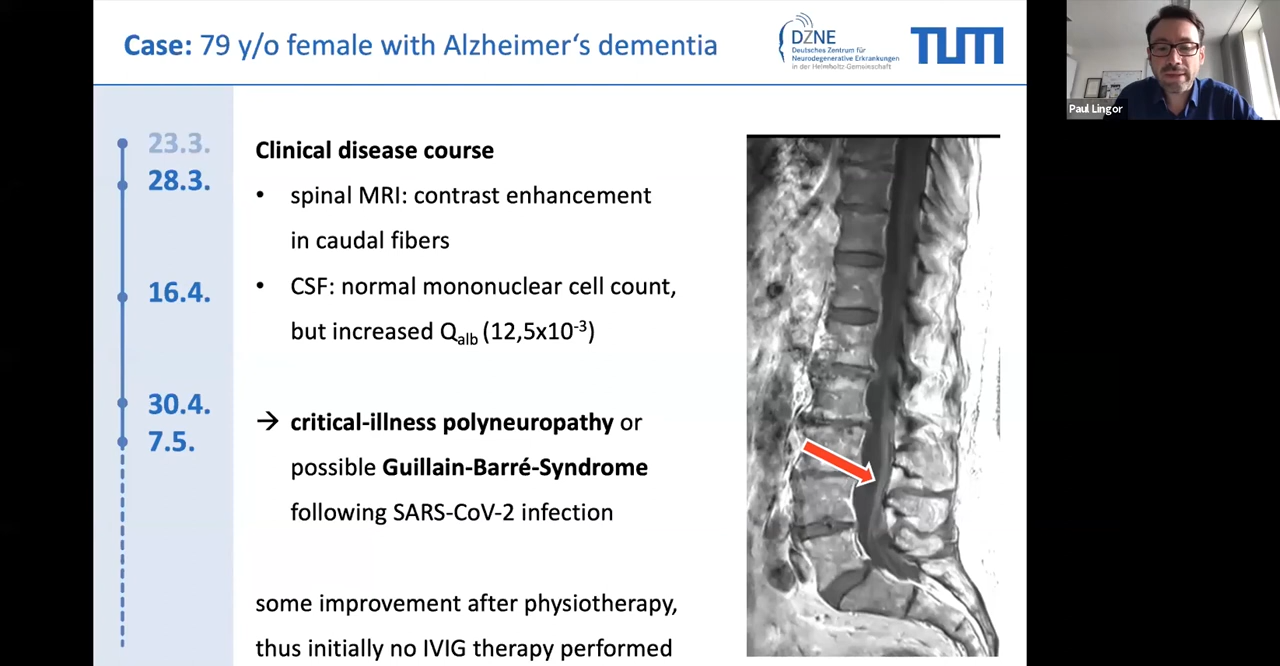 Case: 79 y/o female with Alzheimer‘s dementia
DZNE
Deutsches Zentrum für
Neurodegenerative Erkrankungen
in der Helmholtz-Gemeinschaft
TUM
Paul Lingor
23.3.
28.3.
16.4.
30.4.
7.5.
Clinical disease course
• spinal MRI: contrast enhancement
in caudal fibers
• CSF: normal mononuclear cell count,
but increased Qalb (12,5x10-3)
→ critical-illness polyneuropathy or
possible Guillain-Barré-Syndrome
following SARS-CoV-2 infection
some improvement after physiotherapy,
thus initially no IVIG therapy performed